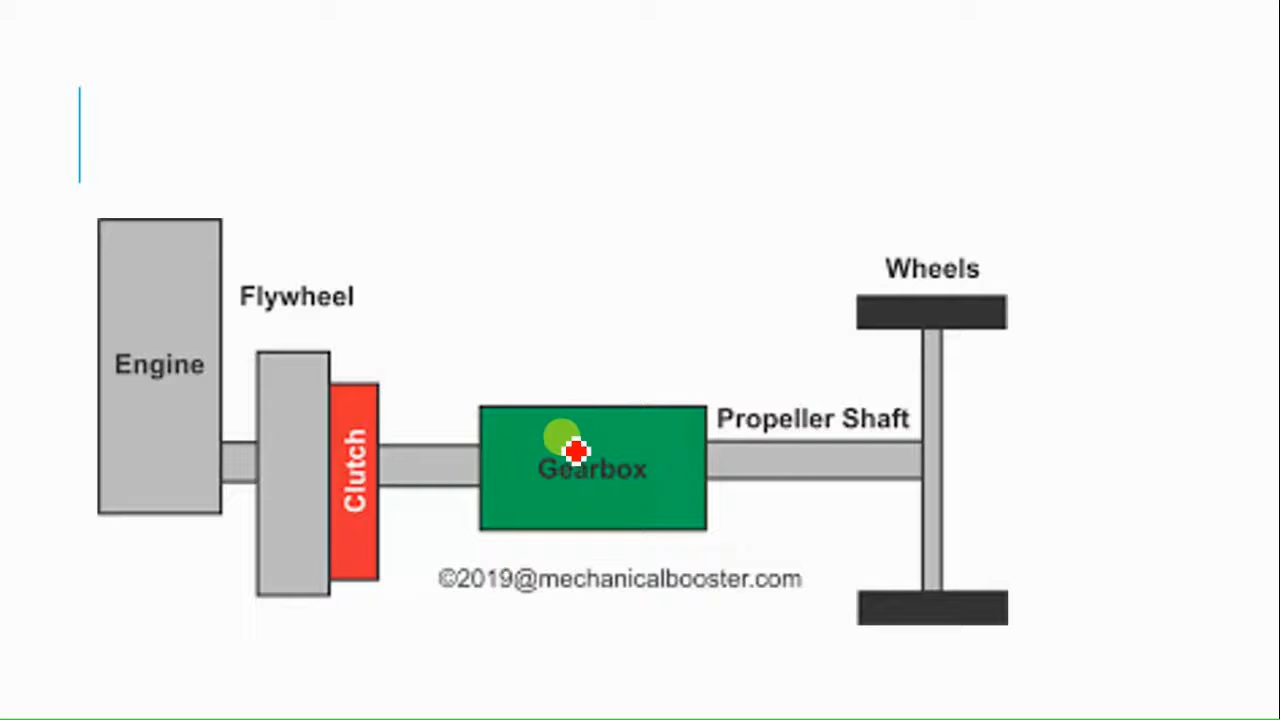 Wheels
Flywheel
Engine
Propeller Shaft
Clutch
Gearbox
©2019@mechanicalbooster.com